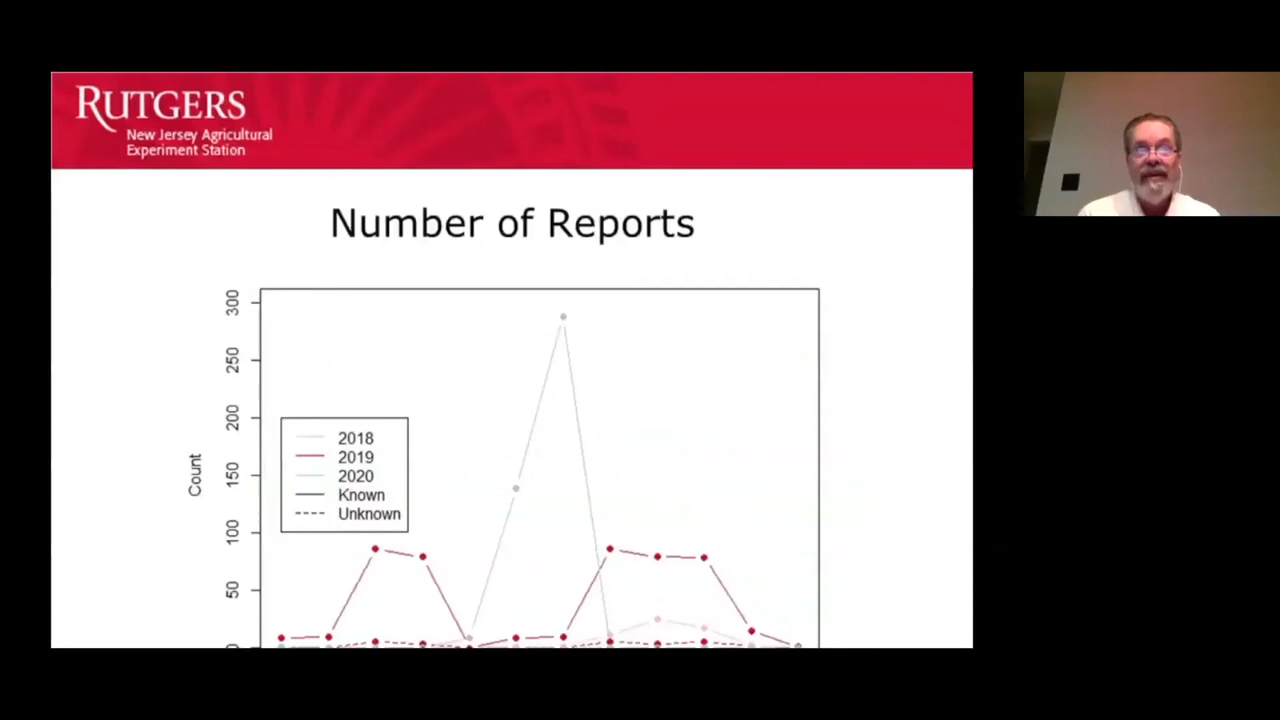 RUTGERS
New Jersey Agricultural
Experiment Station
Number of Reports
300
250
200
150
100
50
0
Count
2018
2019
2020
Known
Unknown